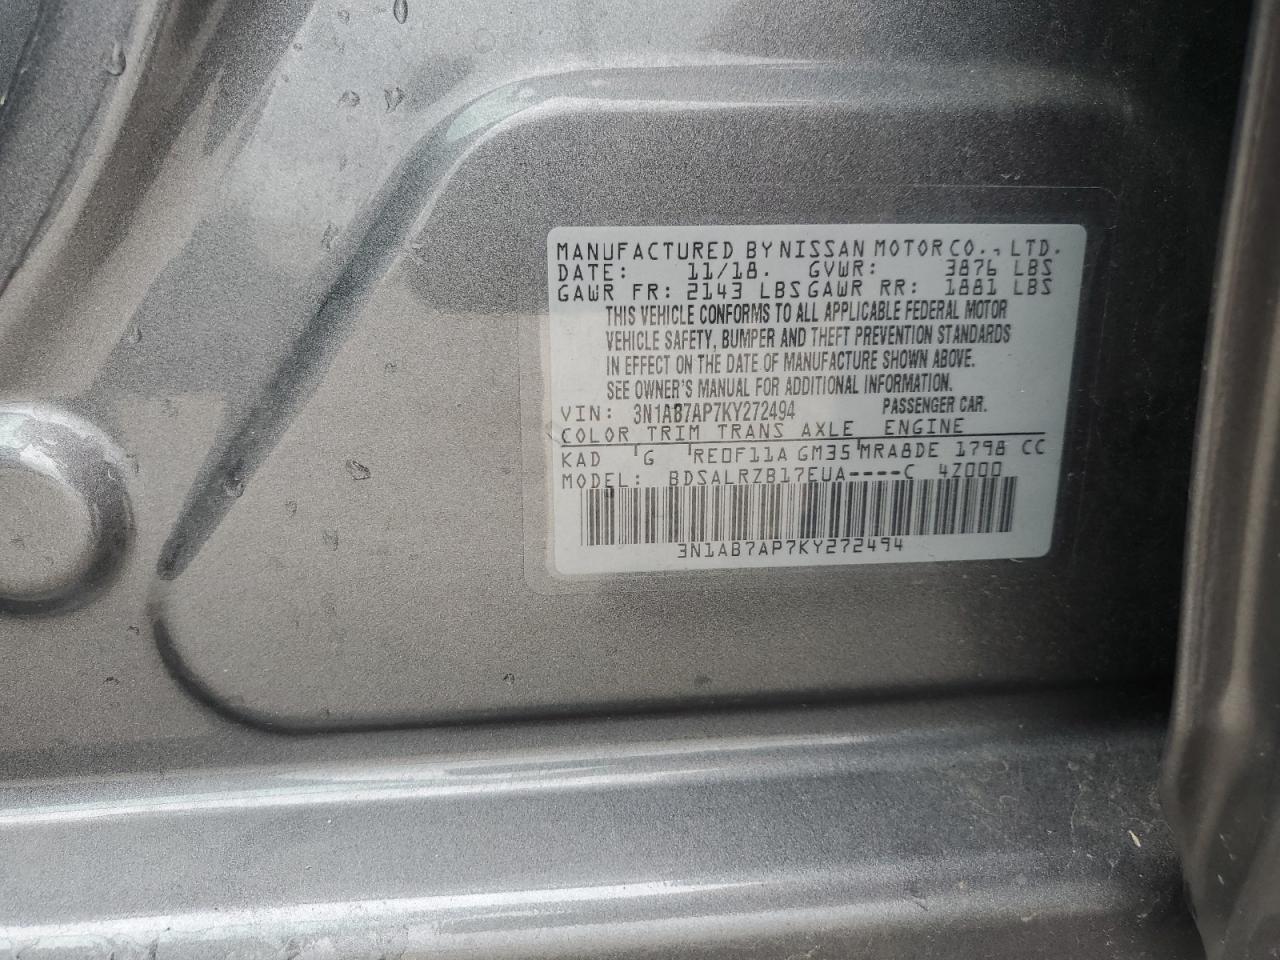 MANUFACTURED BY NISSAN MOTOR CO., LTD.
DATE: 11/18. GVWR: 3876 LBS
GAWR FR: 2143 LBS GAWR RR: 1881 LBS
THIS VEHICLE CONFORMS TO ALL APPLICABLE FEDERAL MOTOR
VEHICLE SAFETY, BUMPER AND THEFT PREVENTION STANDARDS
IN EFFECT ON THE DATE OF MANUFACTURE SHOWN ABOVE.
SEE OWNER'S MANUAL FOR ADDITIONAL INFORMATION.
VIN: 3N1AB7AP7KY272494 PASSENGER CAR.
COLOR TRIM TRANS AXLE ENGINE
KAD G RE0F11A GM35 MRA8DE 1798 CC
MODEL: BDSALRZB17EUA----C 4Z000
3N1AB7AP7KY272494